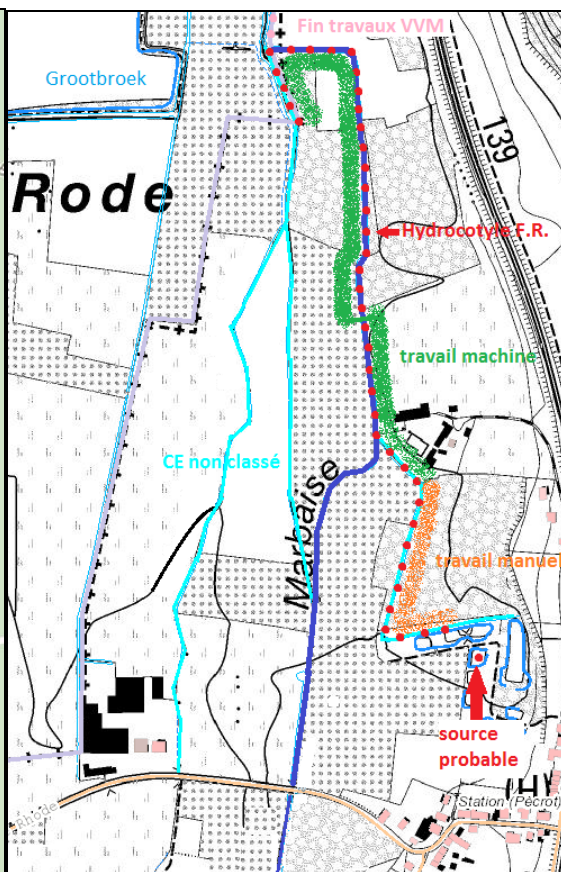 Fin travaux VVM
Grootbroek
139
Rode
Hydrocotyle F.R.
travail machine
CE non classé
Marbaise
travail manuel
source
probable
Station (Pécrot)
Rhode